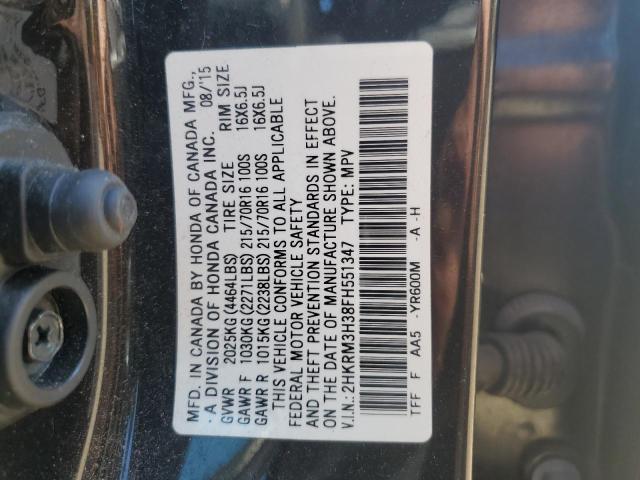 MFD. IN CANADA BY HONDA OF CANADA MFG.,
· A DIVISION OF HONDA CANADA INC. 08/15
GVWR 2025KG(4464LBS) TIRE SIZE RIM SIZE
GAWR F 1030KG(2271LBS)215/70R16 100S 16X6.5J
GAWR R 1015KG(2238LBS)215/70R16 100S 16X6.5J
THIS VEHICLE CONFORMS TO ALL APPLICABLE
FEDERAL MOTOR VEHICLE SAFETY
AND THEFT PREVENTION STANDARDS IN EFFECT
ON THE DATE OF MANUFACTURE SHOWN ABOVE.
V.I.N.: 2HKRM3H38FH551347 TYPE: MPV
TFF F AA5 -YR600M -A -H